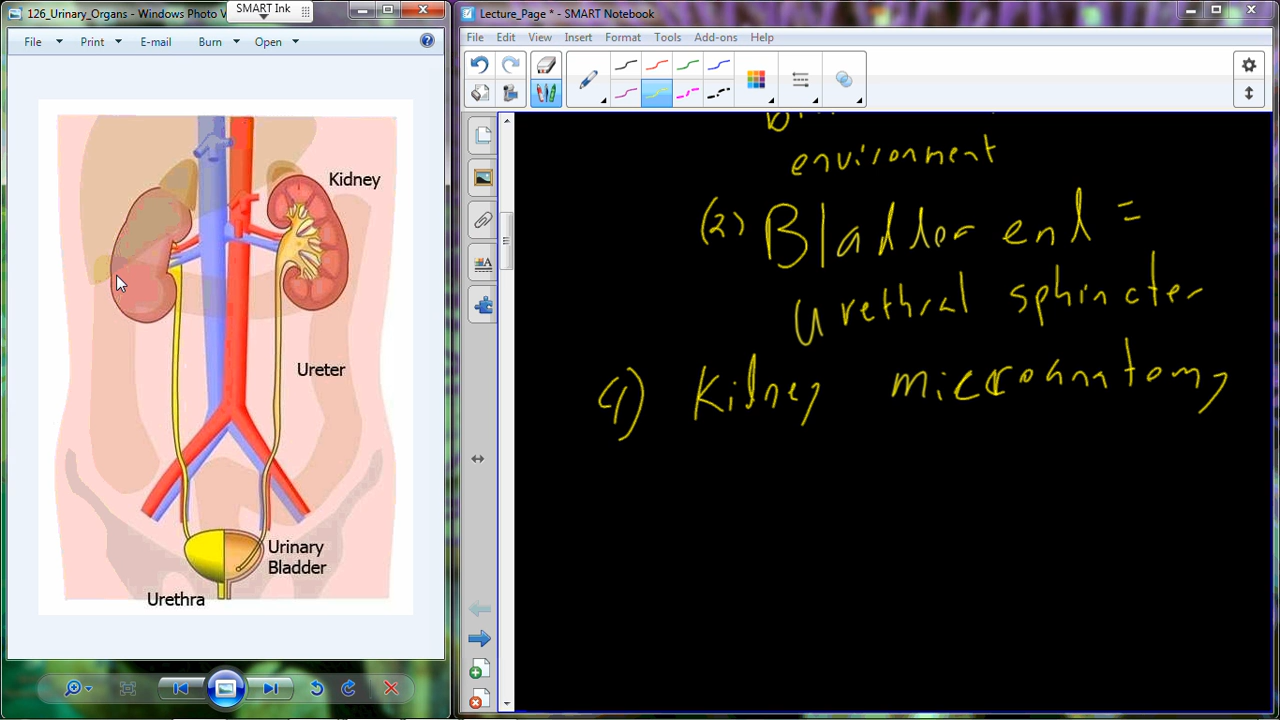 126_Urinary_Organs - Windows Photo V
SMART Ink
File Print E-mail Burn Open
Kidney
Ureter
Urinary
Bladder
Urethra
Lecture_Page * - SMART Notebook
File Edit View Insert Format Tools Add-ons Help
environment
(2) Bladder end =
urethral sphincter
4) Kidney microanatomy